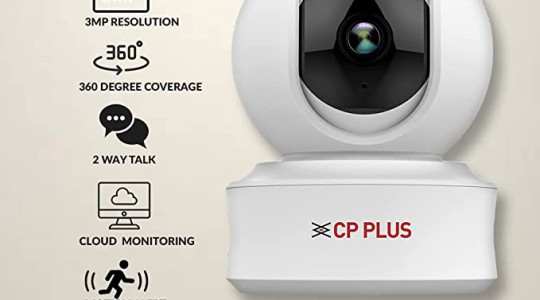 3MP RESOLUTION
360°
360 DEGREE COVERAGE
2 WAY TALK
CLOUD MONITORING
CP PLUS